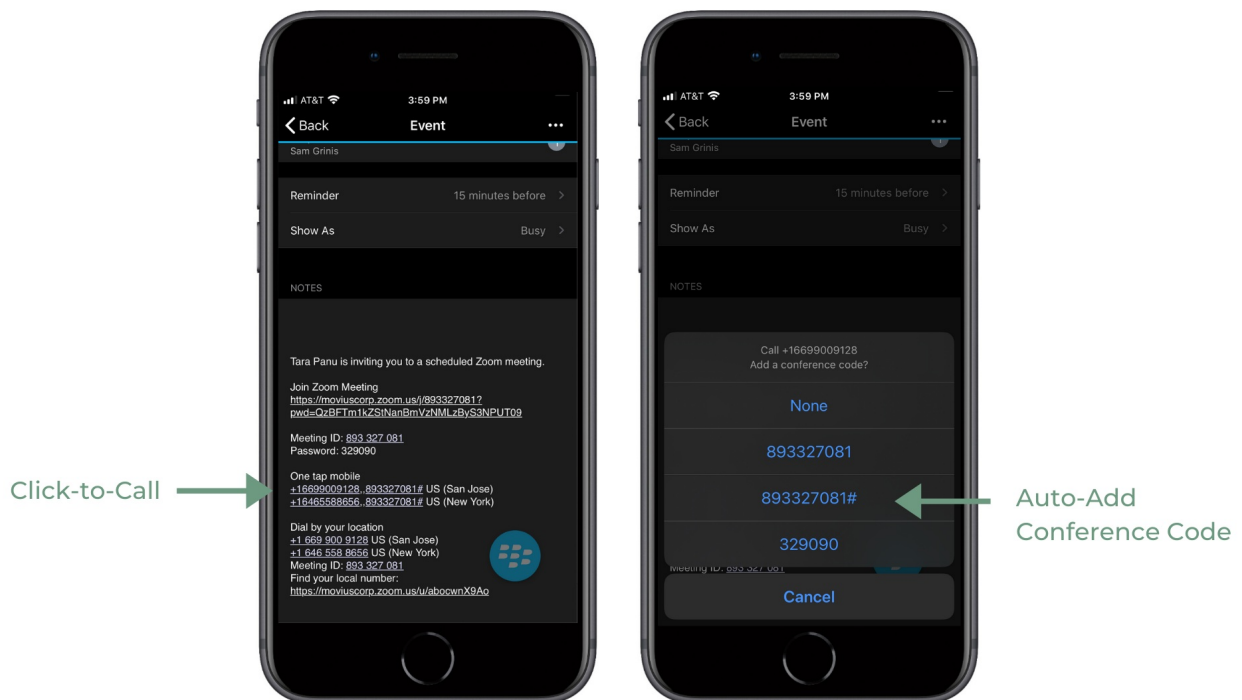 AT&T
3:59 PM
Back
Event
Sam Grinis
Reminder
15 minutes before
Show As
Busy
NOTES
Tara Panu is inviting you to a scheduled Zoom meeting.
Join Zoom Meeting
https://moviuscorp.zoom.us/j/893327081?
pwd=QzBFTm1kZStNanBmVzNMLzByS3NPUT09
Meeting ID: 893 327 081
Password: 329090
One tap mobile
+16699009128,,893327081# US (San Jose)
+16465588656,,893327081# US (New York)
Dial by your location
+1 669 900 9128 US (San Jose)
+1 646 558 8656 US (New York)
Meeting ID: 893 327 081
Find your local number:
https://moviuscorp.zoom.us/u/abocwnX9Ao
Click-to-Call
AT&T
3:59 PM
Back
Event
Sam Grinis
Reminder
15 minutes before
Show As
Busy
NOTES
Call +16699009128
Add a conference code?
None
893327081
893327081#
329090
Meeting ID: 893 327 081
Cancel
Auto-Add
Conference Code